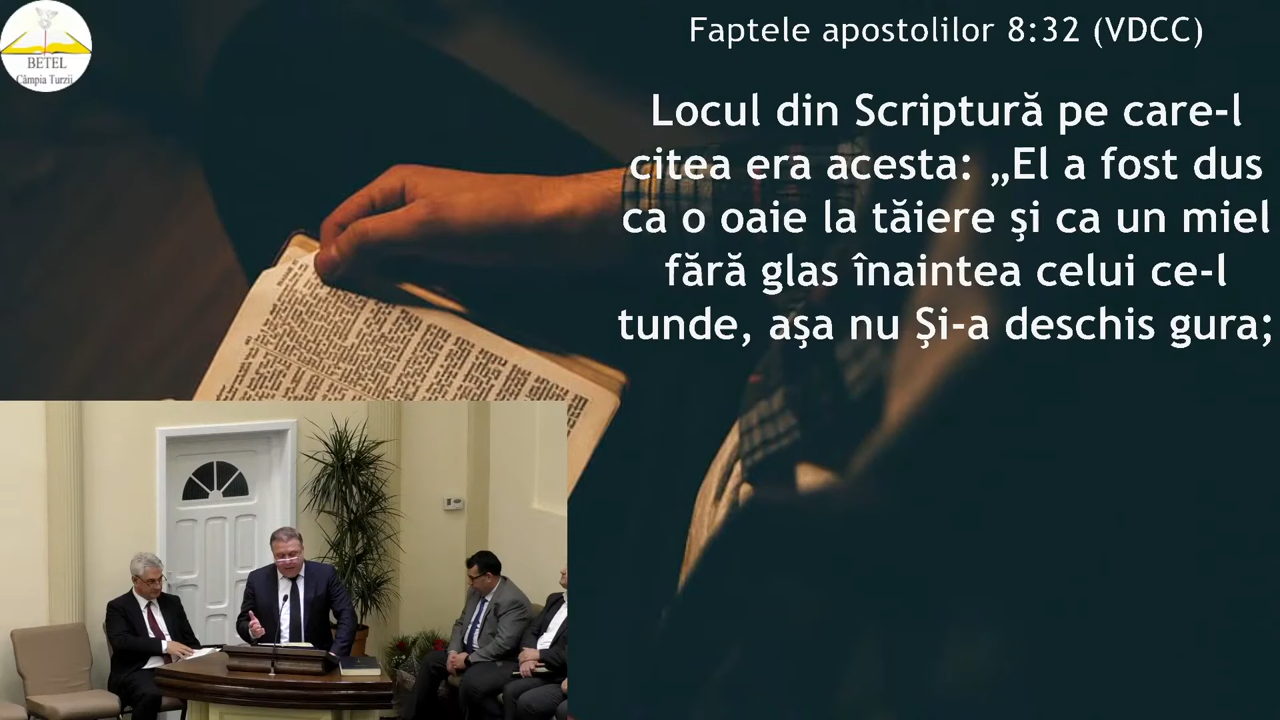 BETEL
Câmpia Turzii
Faptele apostolilor 8:32 (VDCC)
Locul din Scriptură pe care-l
citea era acesta: „El a fost dus
ca o oaie la tăiere şi ca un miel
fără glas înaintea celui ce-l
tunde, aşa nu Şi-a deschis gura;